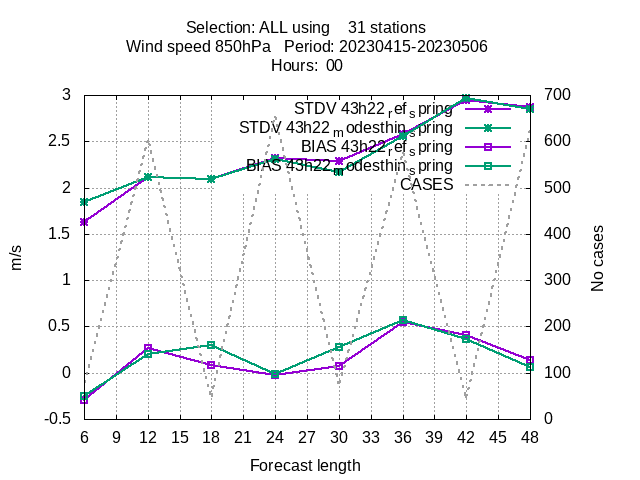 Selection: ALL using 31 stations
Wind speed 850hPa Period: 20230415-20230506
Hours: 00
3 700
STDV 43h22_ref_spring
STDV 43h22_modesthin_spring
2.5 600
BIAS 43h22_ref_spring
BIAS 43h22_modesthin_spring
2 500
CASES
1.5 400
m/s
No cases
1 300
0.5 200
0 100
-0.5 0
6 9 12 15 18 21 24 27 30 33 36 39 42 45 48
Forecast length